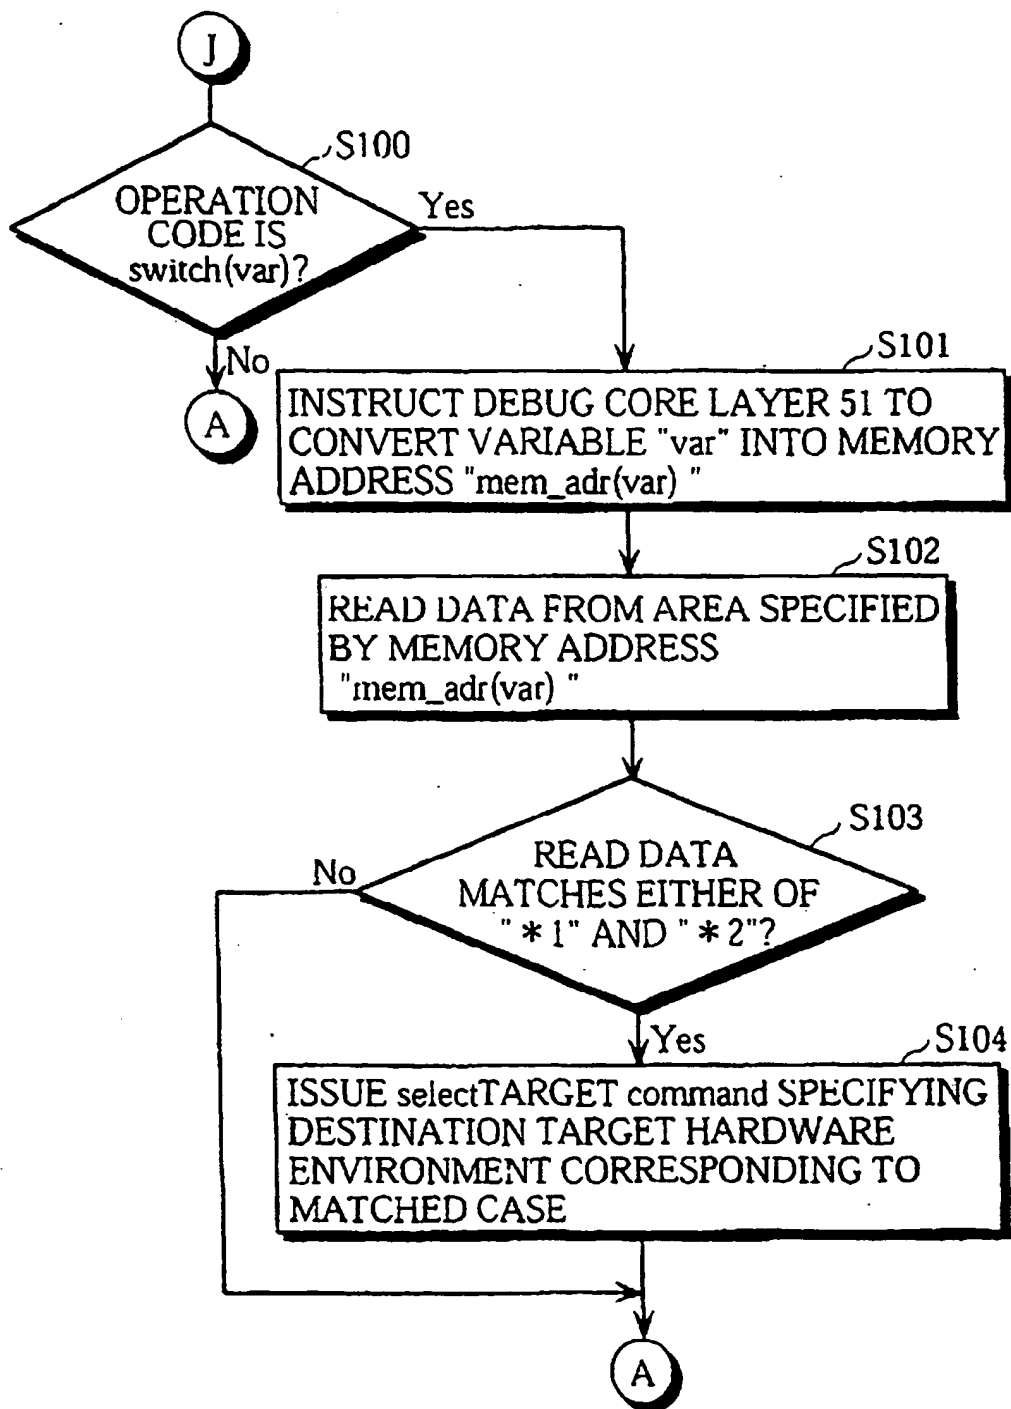 J
S100
OPERATION
CODE IS
switch(var)?
Yes
No
A
S101
INSTRUCT DEBUG CORE LAYER 51 TO
CONVERT VARIABLE "var" INTO MEMORY
ADDRESS "mem_adr(var) "
S102
READ DATA FROM AREA SPECIFIED
BY MEMORY ADDRESS
"mem_adr(var) "
S103
READ DATA
MATCHES EITHER OF
" * 1" AND " * 2"?
No
Yes
S104
ISSUE selectTARGET command SPECIFYING
DESTINATION TARGET HARDWARE
ENVIRONMENT CORRESPONDING TO
MATCHED CASE
A